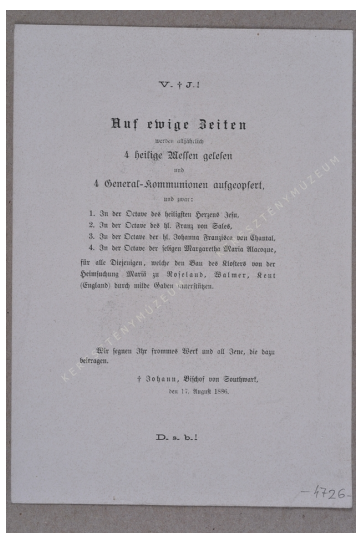 V. † J.!
Auf ewige Zeiten
werden alljährlich
4 heilige Messen gelesen
und
4 General-Kommunionen aufgeopfert,
und zwar:
1. In der Octave des heiligsten Herzens Jesu.
2. In der Octave des hl. Franz von Sales.
3. In der Octave der hl. Johanna Franziska von Chantal.
4. In der Octave der seligen Margaretha Maria Alacoque,
für alle Diejenigen, welche den Bau des Klosters von der
Heimsuchung Mariä zu Roseland, Walmer, Kent
(England) durch milde Gaben unterstützen.
Wir segnen Ihr frommes Werk und all Jene, die dazu
beitragen.
† Johann, Bischof von Southwark,
den 17. August 1896.
D. s. b.!
KERESZTÉNY MÚZEUM
KERESZTÉNYMÚZEUM
-4726-